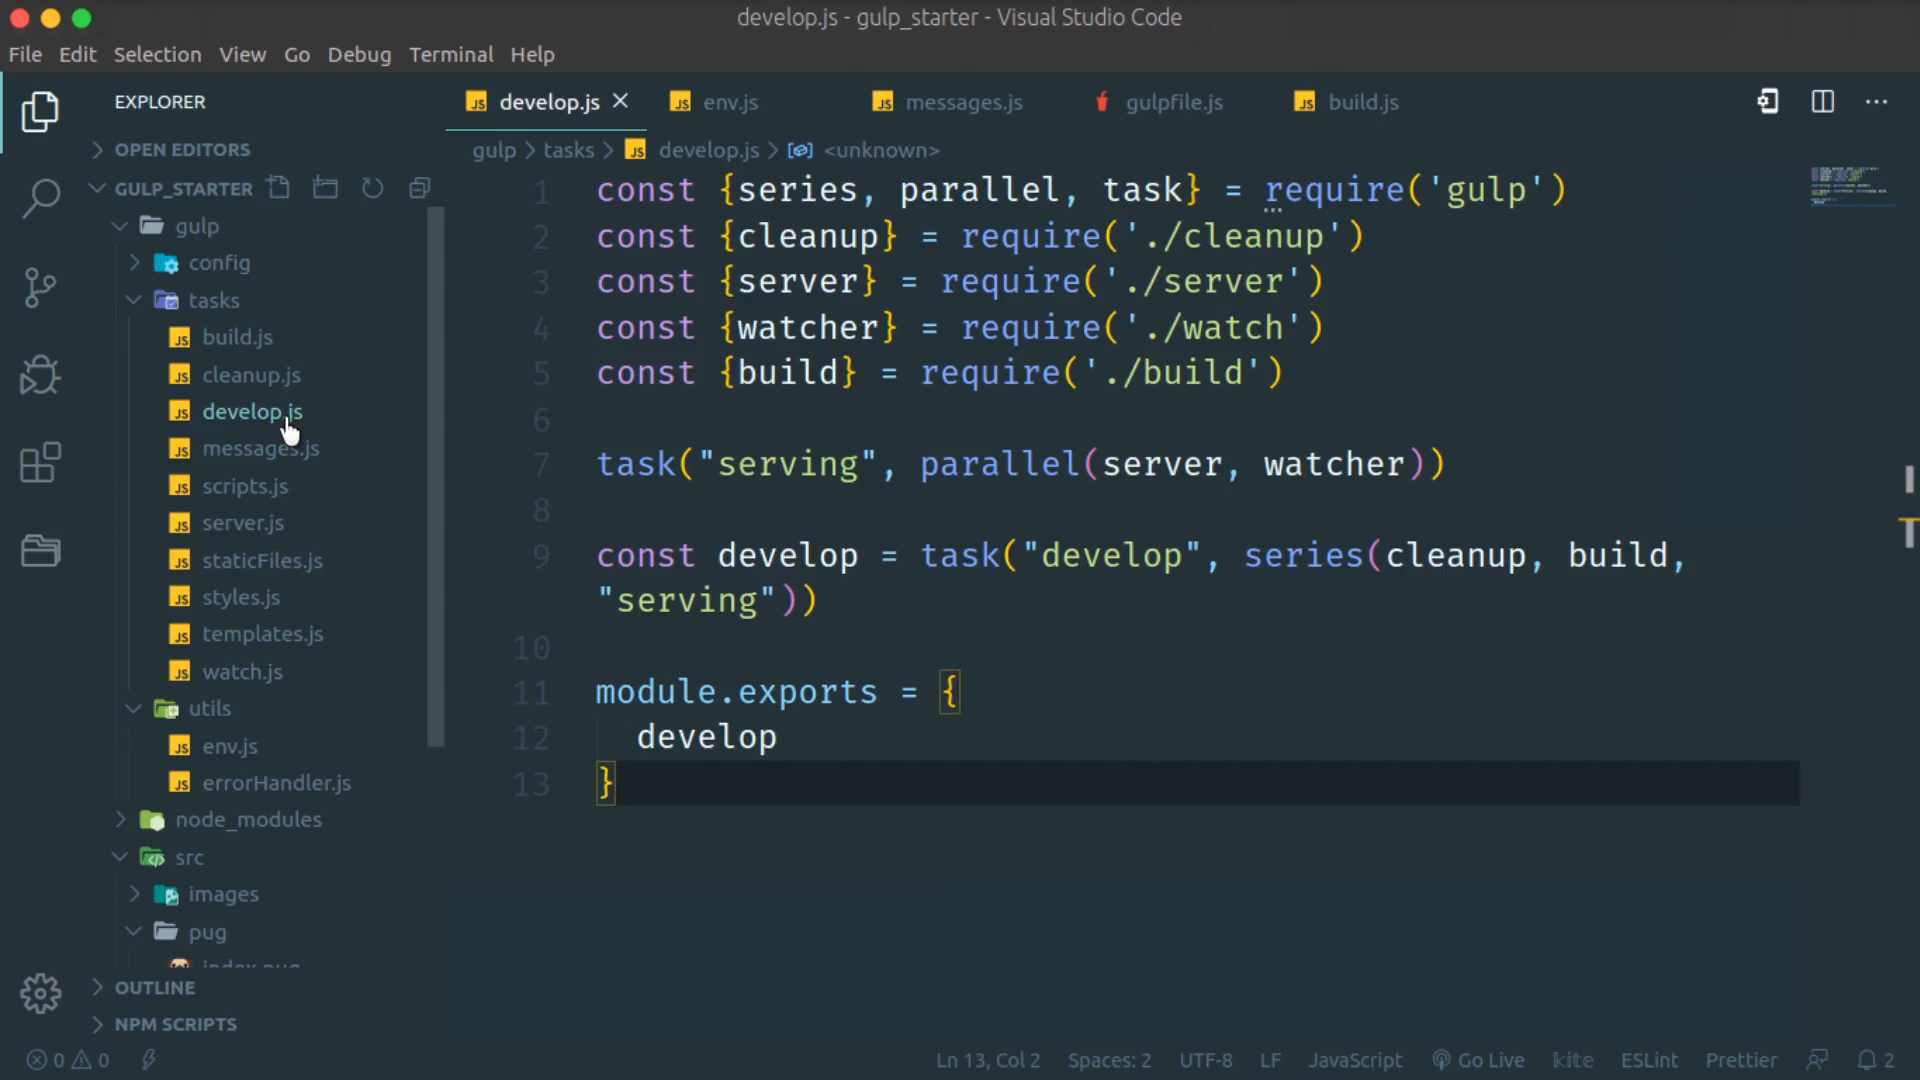 develop.js - gulp_starter - Visual Studio Code
File Edit Selection View Go Debug Terminal Help
EXPLORER
OPEN EDITORS
GULP_STARTER
gulp
config
tasks
build.js
cleanup.js
develop.js
messages.js
scripts.js
server.js
staticFiles.js
styles.js
templates.js
watch.js
utils
env.js
errorHandler.js
node_modules
src
images
pug
index.pug
OUTLINE
NPM SCRIPTS
JS develop.js JS env.js JS messages.js gulpfile.js JS build.js
gulp > tasks > JS develop.js > <unknown>
1 const {series, parallel, task} = require('gulp')
2 const {cleanup} = require('./cleanup')
3 const {server} = require('./server')
4 const {watcher} = require('./watch')
5 const {build} = require('./build')
6
7 task("serving", parallel(server, watcher))
8
9 const develop = task("develop", series(cleanup, build,
"serving"))
10
11 module.exports = {
12 develop
13 }
0 0 Ln 13, Col 2 Spaces: 2 UTF-8 LF JavaScript Go Live kite ESLint Prettier 2